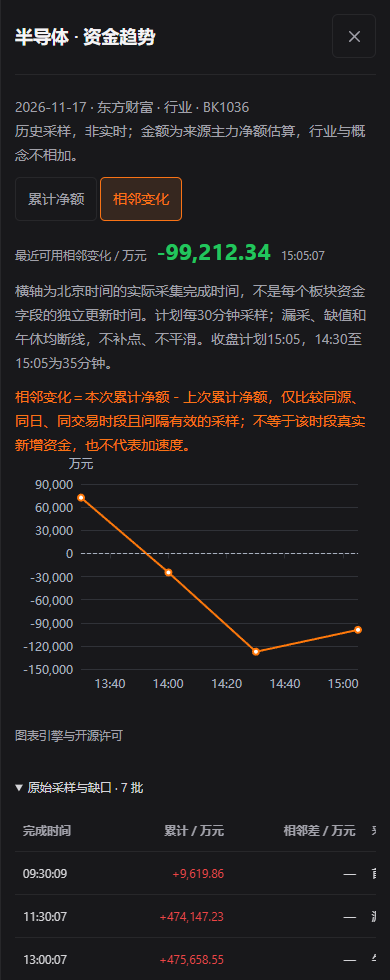 半导体 · 资金趋势
2026-11-17 · 东方财富 · 行业 · BK1036
历史采样，非实时；金额为来源主力净额估算，行业与概
念不相加。
累计净额
相邻变化
最近可用相邻变化 / 万元 -99,212.34 15:05:07
横轴为北京时间的实际采集完成时间，不是每个板块资金
字段的独立更新时间。计划每30分钟采样；漏采、缺值和
午休均断线，不补点、不平滑。收盘计划15:05，14:30至
15:05为35分钟。
相邻变化＝本次累计净额 - 上次累计净额，仅比较同源、
同日、同交易时段且间隔有效的采样；不等于该时段真实
新增资金，也不代表加速度。
万元
90,000
60,000
30,000
0
-30,000
-60,000
-90,000
-120,000
-150,000
13:40 14:00 14:20 14:40 15:00
图表引擎与开源许可
▼ 原始采样与缺口 · 7 批
完成时间 累计 / 万元 相邻差 / 万元
09:30:09 +9,619.86 —
11:30:07 +474,147.23 —
13:00:07 +475,658.55 —